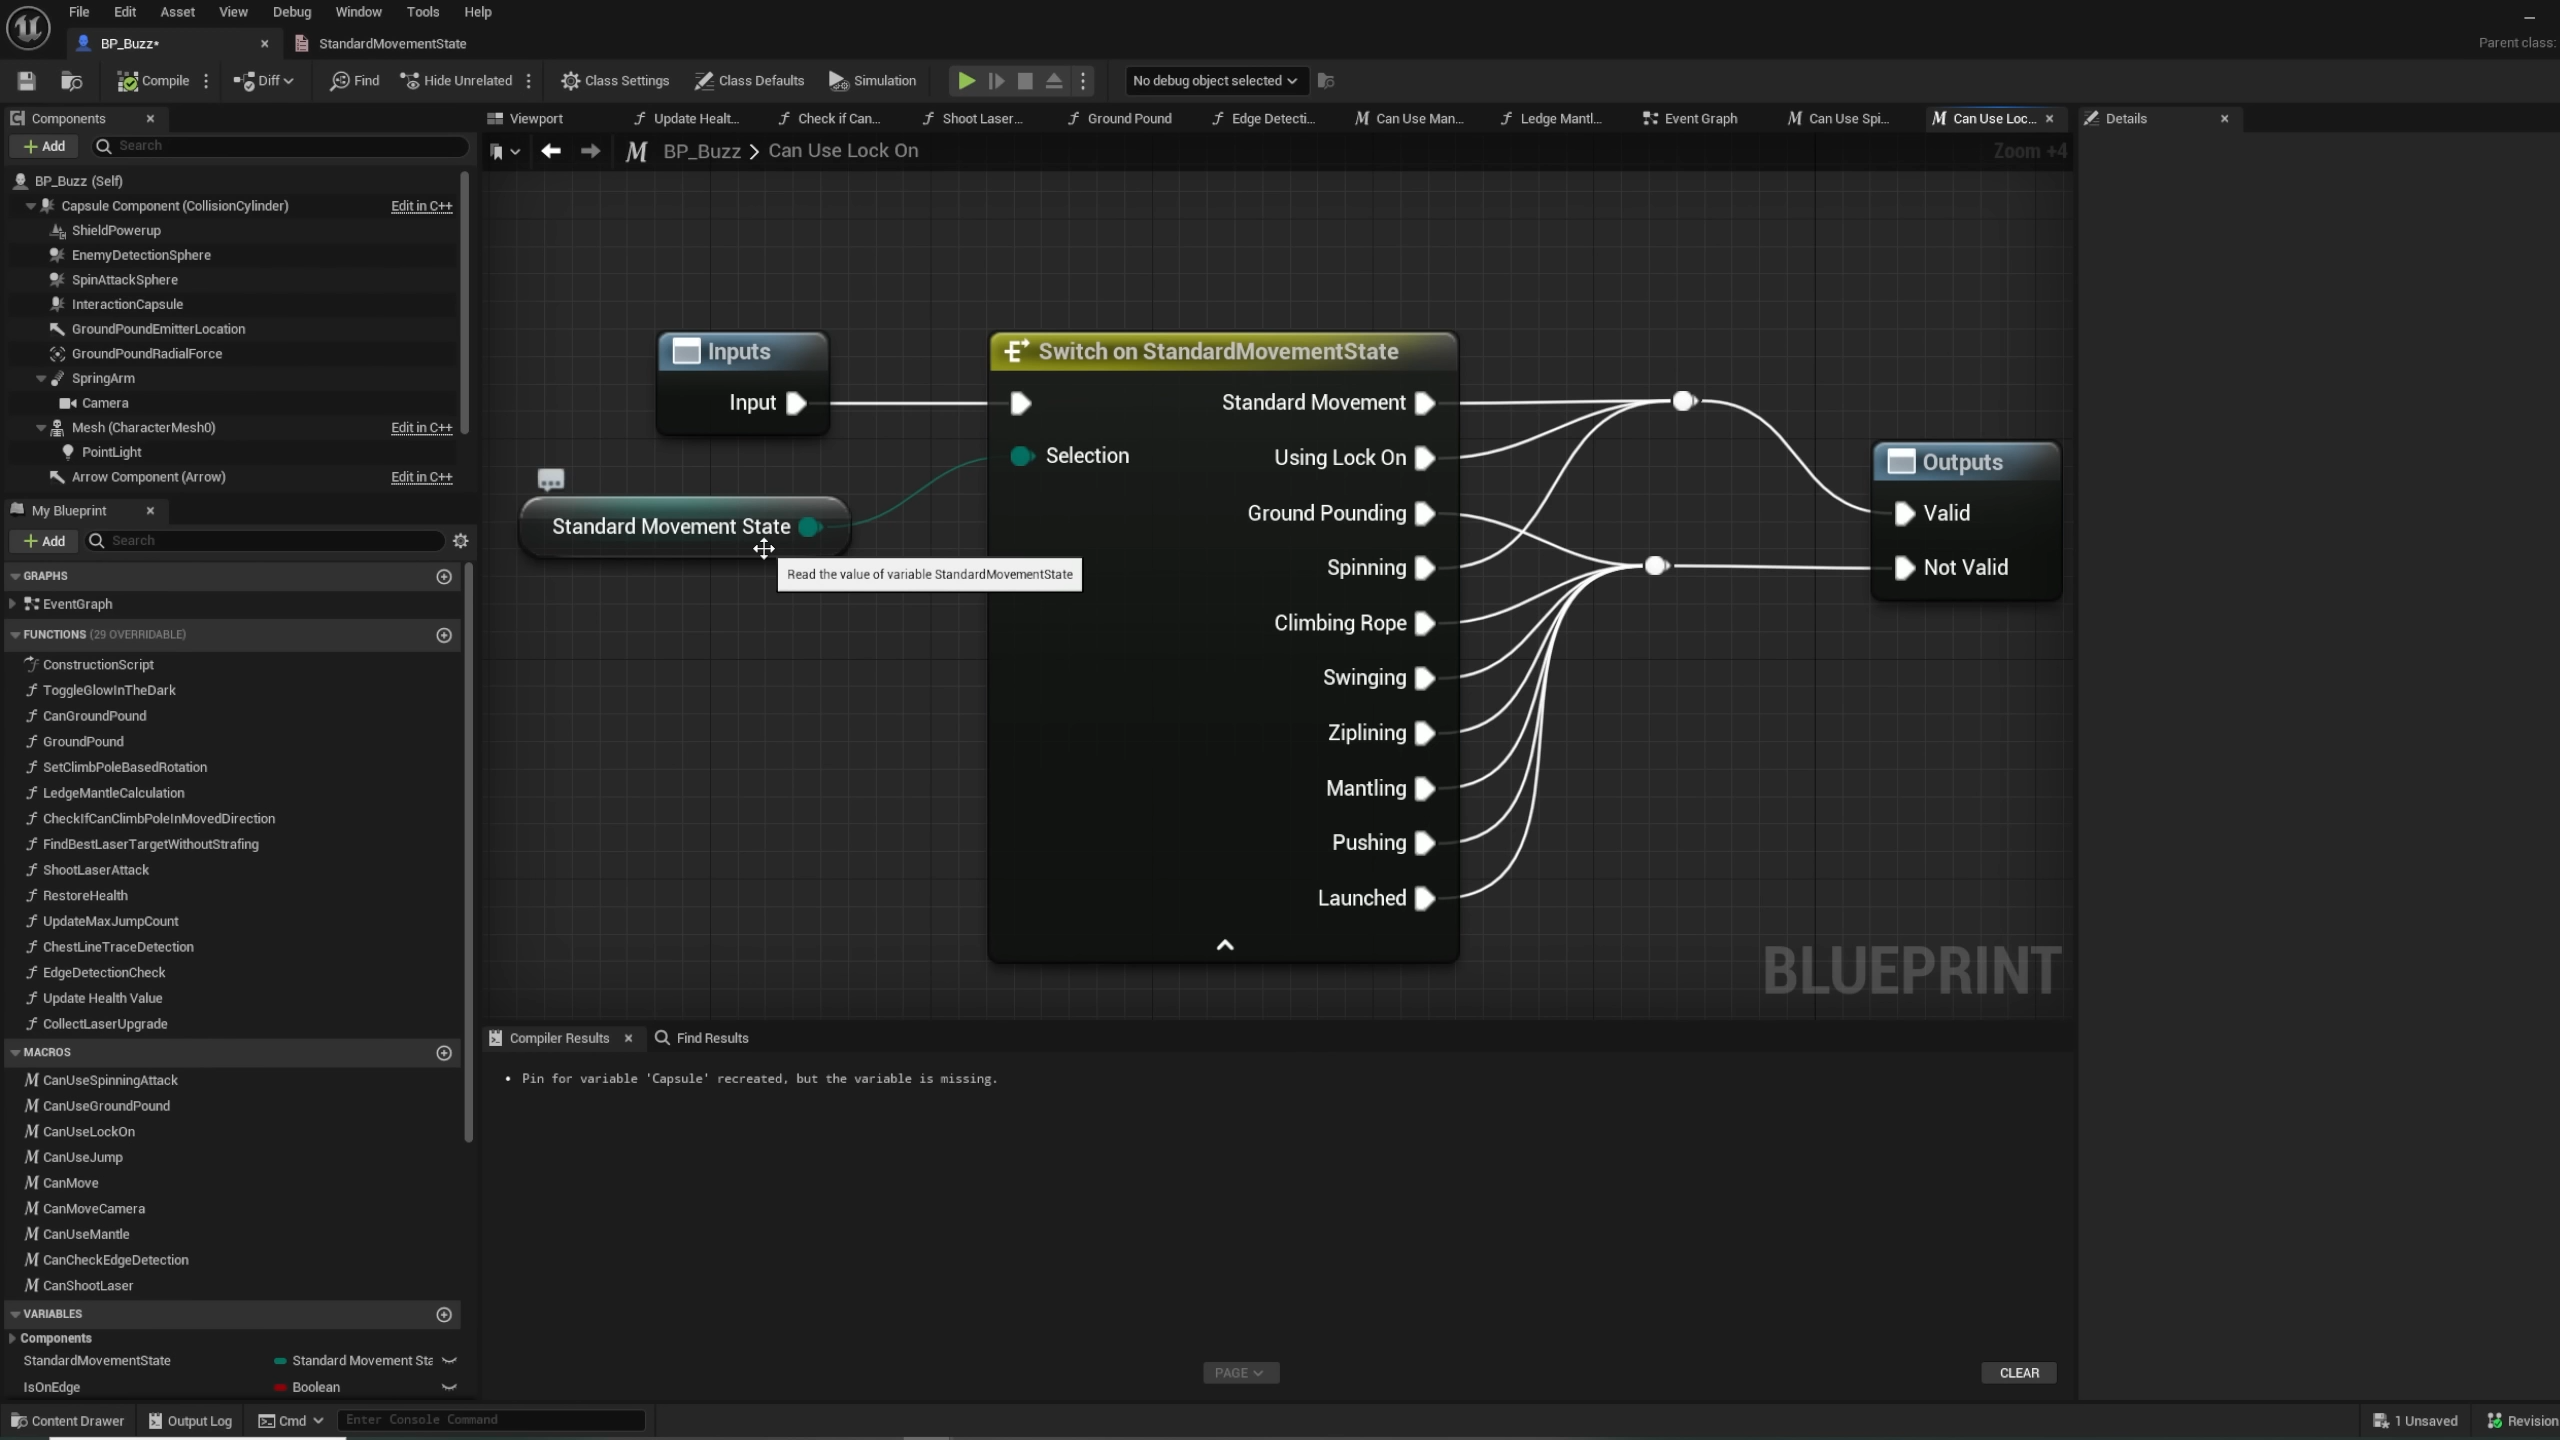 File Edit Asset View Debug Window Tools Help
BP_Buzz* StandardMovementState Parent class:
Compile Diff Find Hide Unrelated Class Settings Class Defaults Simulation No debug object selected
Components
Add Search
BP_Buzz (Self)
Capsule Component (CollisionCylinder) Edit in C++
ShieldPowerup
EnemyDetectionSphere
SpinAttackSphere
InteractionCapsule
GroundPoundEmitterLocation
GroundPoundRadialForce
SpringArm
Camera
Mesh (CharacterMesh0) Edit in C++
PointLight
Arrow Component (Arrow) Edit in C++
My Blueprint
Add Search
GRAPHS
EventGraph
FUNCTIONS (29 OVERRIDABLE)
ConstructionScript
ToggleGlowInTheDark
CanGroundPound
GroundPound
SetClimbPoleBasedRotation
LedgeMantleCalculation
CheckIfCanClimbPoleInMovedDirection
FindBestLaserTargetWithoutStrafing
ShootLaserAttack
RestoreHealth
UpdateMaxJumpCount
ChestLineTraceDetection
EdgeDetectionCheck
Update Health Value
CollectLaserUpgrade
MACROS
CanUseSpinningAttack
CanUseGroundPound
CanUseLockOn
CanUseJump
CanMove
CanMoveCamera
CanUseMantle
CanCheckEdgeDetection
CanShootLaser
VARIABLES
Components
StandardMovementState Standard Movement Sta
IsOnEdge Boolean
Viewport Update Healt... Check if Can... Shoot Laser... Ground Pound Edge Detecti... Can Use Man... Ledge Mantl... Event Graph Can Use Spi... Can Use Loc...
BP_Buzz > Can Use Lock On Zoom +4
Inputs
Input
Standard Movement State
Read the value of variable StandardMovementState
Switch on StandardMovementState
Selection
Standard Movement
Using Lock On
Ground Pounding
Spinning
Climbing Rope
Swinging
Ziplining
Mantling
Pushing
Launched
Outputs
Valid
Not Valid
BLUEPRINT
Compiler Results Find Results
• Pin for variable 'Capsule' recreated, but the variable is missing.
PAGE CLEAR
Details
Content Drawer Output Log Cmd Enter Console Command 1 Unsaved Revision